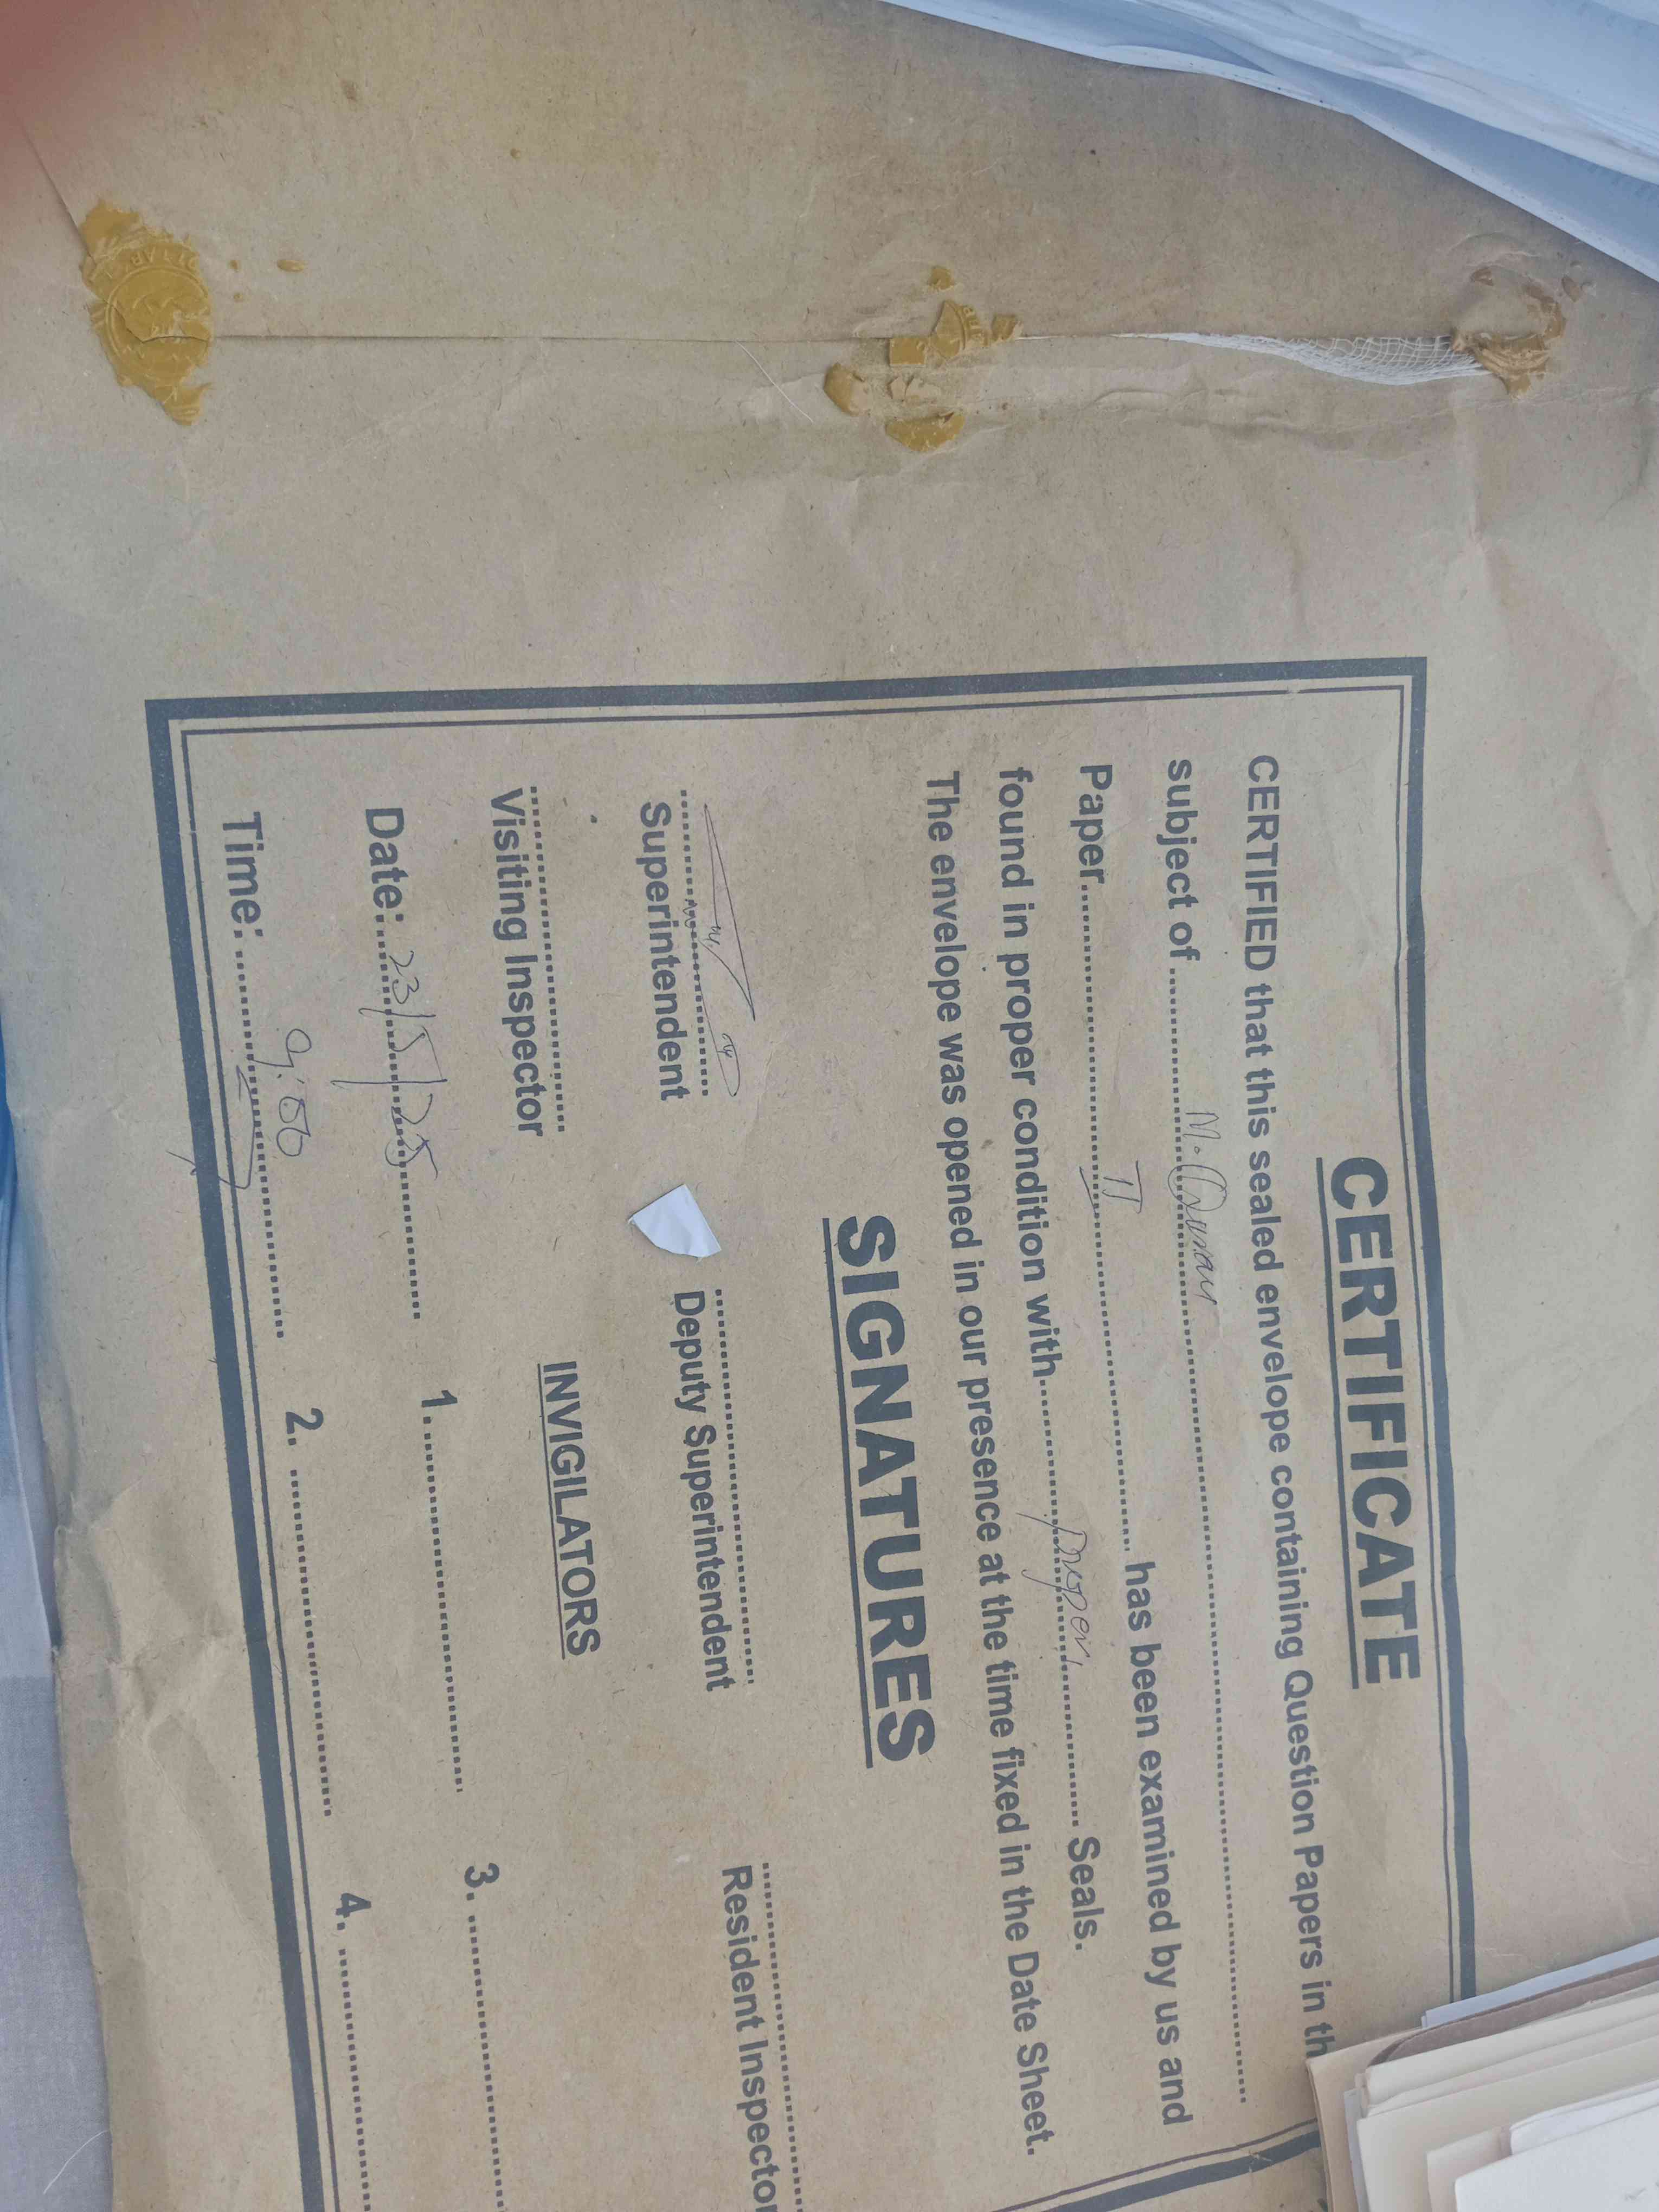 CERTIFICATE
CERTIFIED that this sealed envelope containing Question Papers in th
subject of.......M. Quran.......
Paper.......II....... has been examined by us and
found in proper condition with.......proper....... Seals.
The envelope was opened in our presence at the time fixed in the Date Sheet.
SIGNATURES
Superintendent
Deputy Superintendent
Resident Inspector
Visiting Inspector
INVIGILATORS
Date:....23/5/25....
1. ..............
3. ..............
Time: ....9:00....
2. ..............
4. ..............